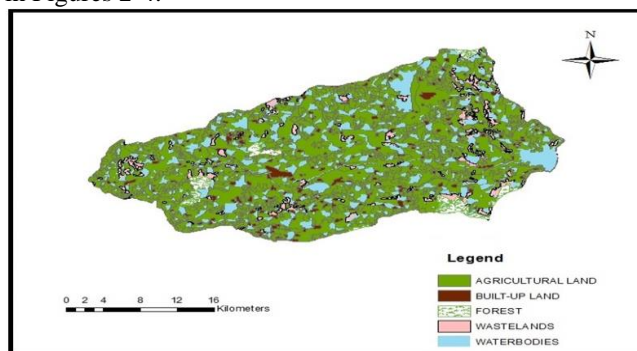 in Figures 2-4.
N
Legend
AGRICULTURAL LAND
BUILT-UP LAND
FOREST
WASTELANDS
WATERBODIES
0 2 4 8 12 16
Kilometers